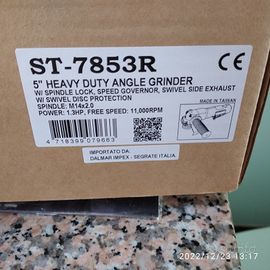 ST-7853R
CE
5" HEAVY DUTY ANGLE GRINDER
W/ SPINDLE LOCK, SPEED GOVERNOR, SWIVEL SIDE EXHAUST
W/ SWIVEL DISC PROTECTION
SPINDLE: M14x2.0
POWER: 1.3HP, FREE SPEED: 11,000RPM
MADE IN TAIWAN
4 718399 079663
IMPORTATO DA:
DALMAR IMPEX - SEGRATE ITALIA.
2022/12/23 13:17